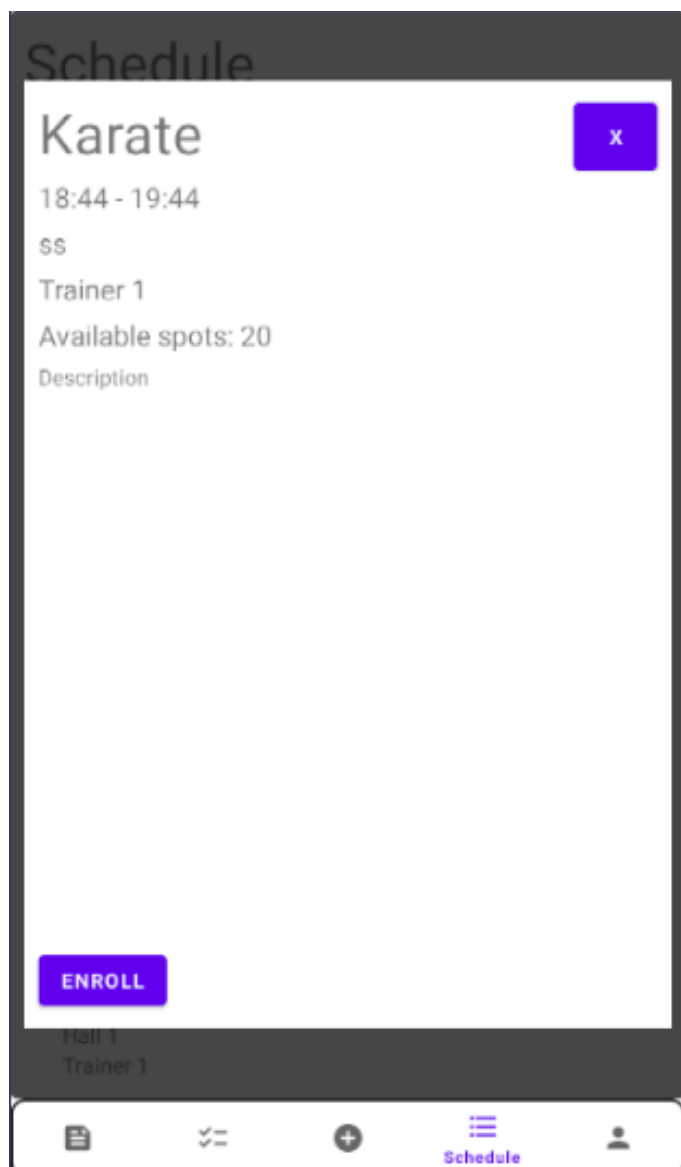 Schedule
Karate
X
18:44 - 19:44
ss
Trainer 1
Available spots: 20
Description
ENROLL
Hall 1
Trainer 1
Schedule